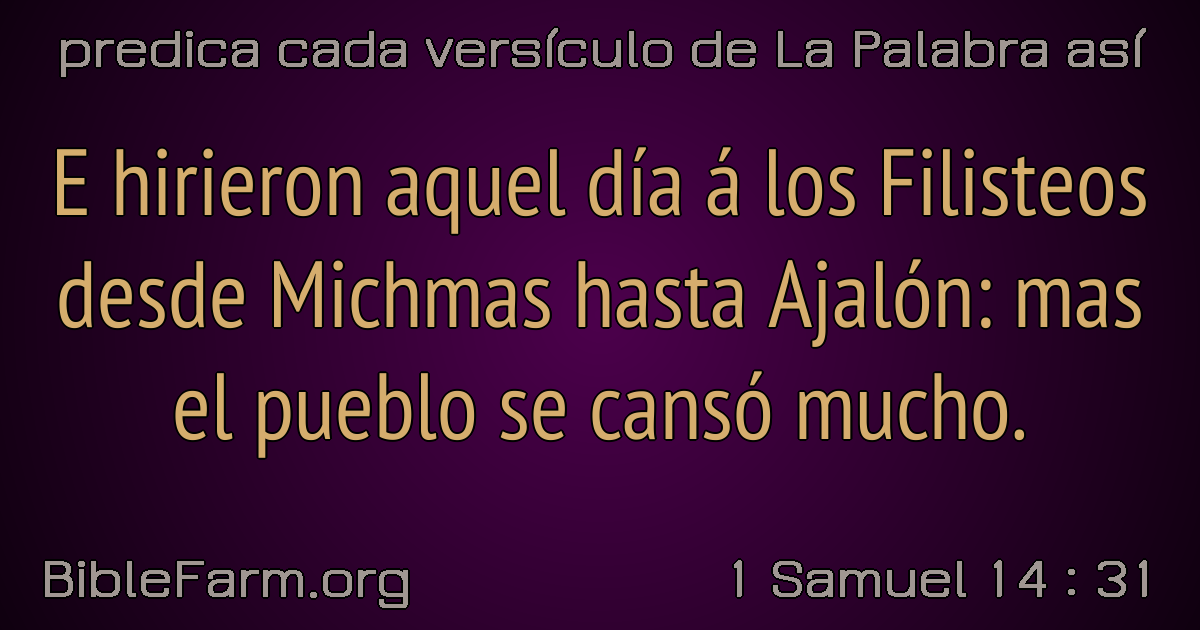 predica cada versículo de La Palabra así
E hirieron aquel día á los Filisteos
desde Michmas hasta Ajalón: mas
el pueblo se cansó mucho.
BibleFarm.org 1 Samuel 14 : 31